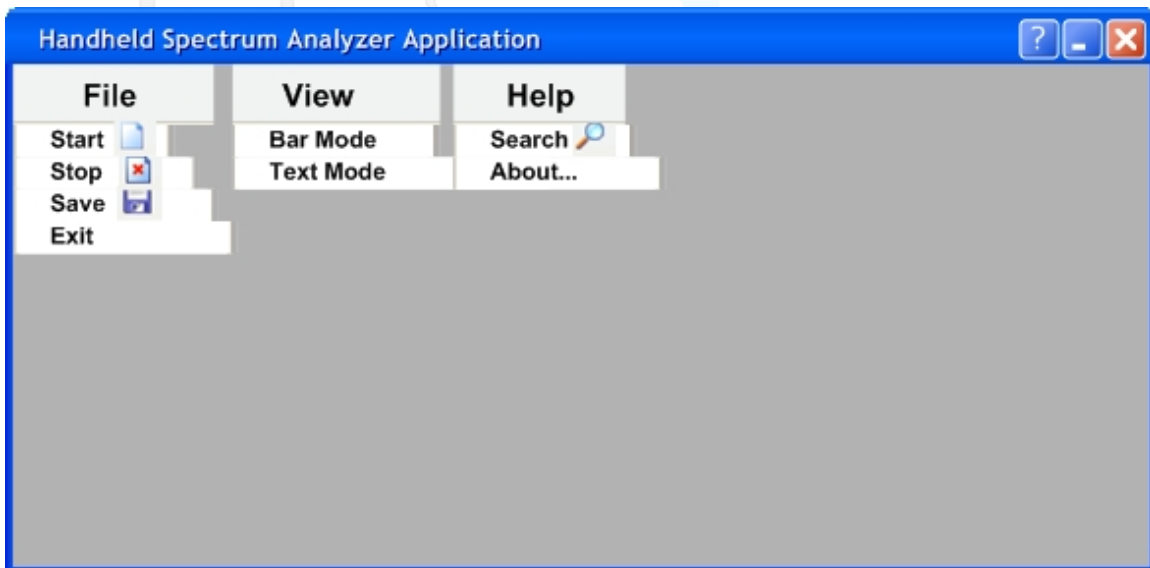 Handheld Spectrum Analyzer Application
File View Help
Start Bar Mode Search
Stop Text Mode About...
Save
Exit